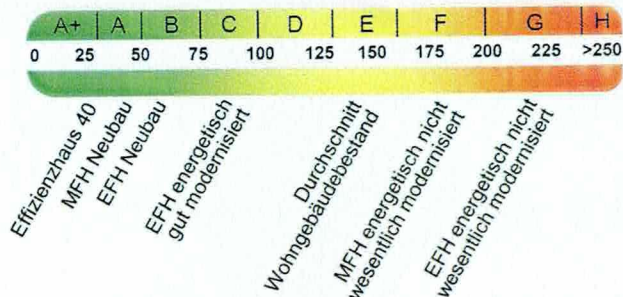 A+ A B C D E F G H
0 25 50 75 100 125 150 175 200 225 >250
Effizienzhaus 40
MFH Neubau
EFH Neubau
EFH energetisch
gut modernisiert
Durchschnitt
Wohngebäudebestand
MFH energetisch nicht
wesentlich modernisiert
EFH energetisch nicht
wesentlich modernisiert